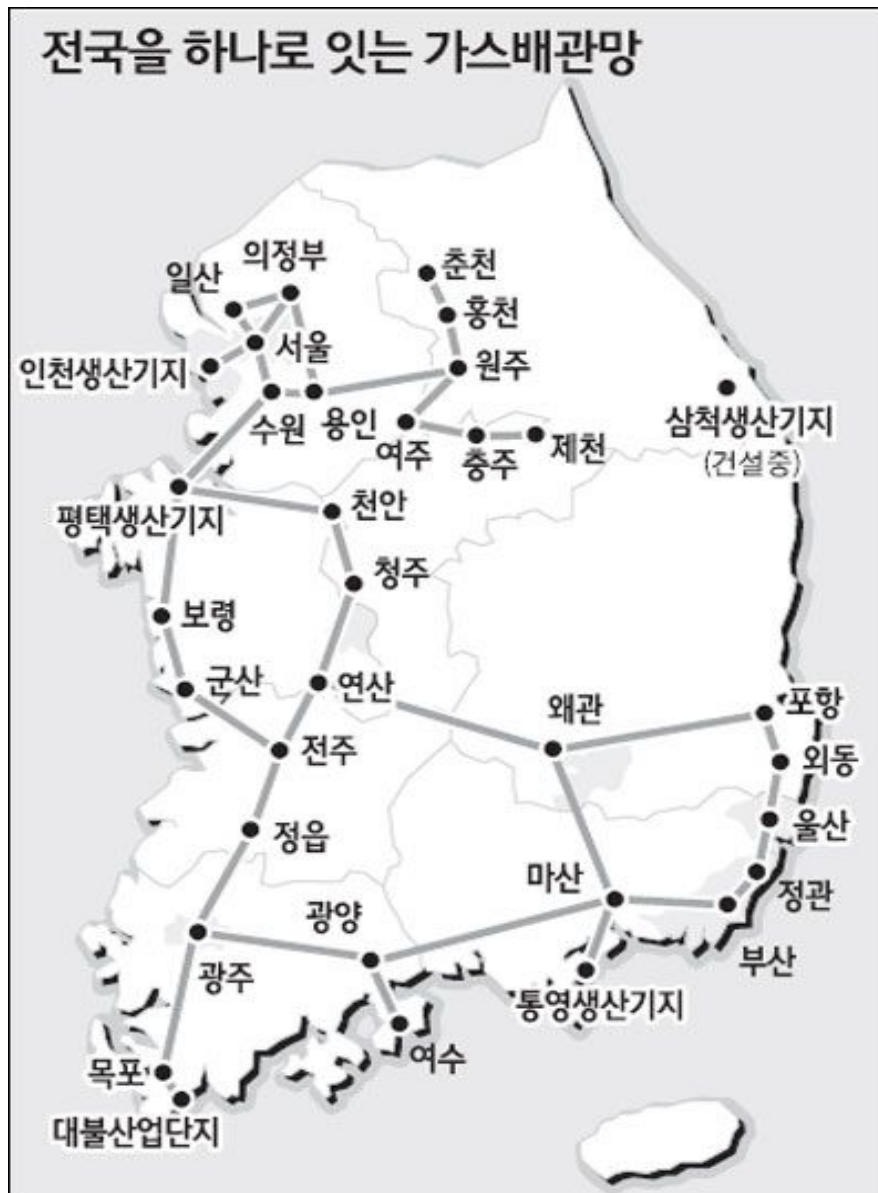 전국을 하나로 잇는 가스배관망
의정부
일산
춘천
홍천
서울
인천생산기지
원주
수원
용인
여주
충주
제천
삼척생산기지
(건설중)
평택생산기지
천안
청주
보령
군산
연산
왜관
포항
전주
외동
정읍
울산
마산
정관
광양
부산
광주
통영생산기지
여수
목포
대불산업단지